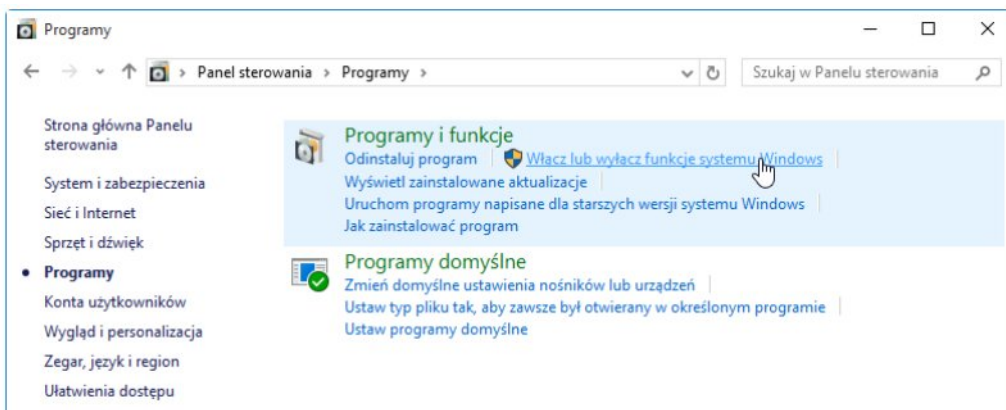 Programy
Panel sterowania > Programy >
Szukaj w Panelu sterowania
Strona główna Panelu
sterowania
System i zabezpieczenia
Sieć i Internet
Sprzęt i dźwięk
Programy
Konta użytkowników
Wygląd i personalizacja
Zegar, język i region
Ułatwienia dostępu
Programy i funkcje
Odinstaluj program
Włącz lub wyłącz funkcje systemu Windows
Wyświetl zainstalowane aktualizacje
Uruchom programy napisane dla starszych wersji systemu Windows
Jak zainstalować program
Programy domyślne
Zmień domyślne ustawienia nośników lub urządzeń
Ustaw typ pliku tak, aby zawsze był otwierany w określonym programie
Ustaw programy domyślne